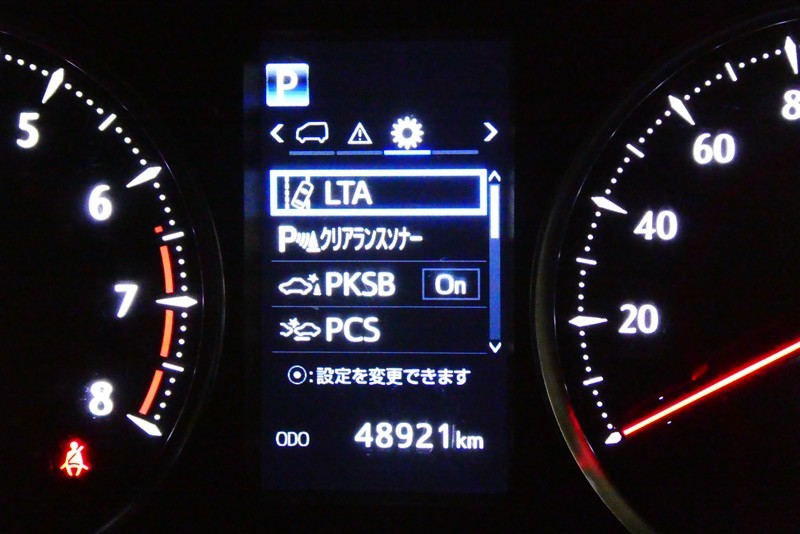 P
LTA
P クリアランスソナー
PKSB On
PCS
⦿:設定を変更できます
ODO 48921 km
5
6
7
8
20
40
60
8